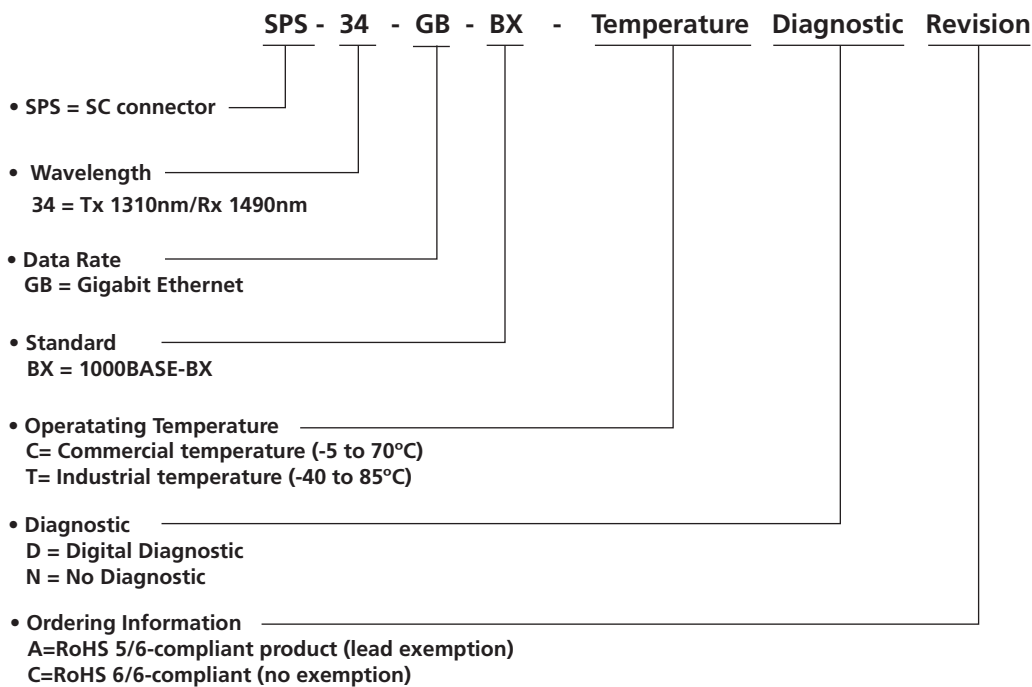 SPS - 34 - GB - BX - Temperature Diagnostic Revision
• SPS = SC connector
• Wavelength
34 = Tx 1310nm/Rx 1490nm
• Data Rate
GB = Gigabit Ethernet
• Standard
BX = 1000BASE-BX
• Operatating Temperature
C= Commercial temperature (-5 to 70ºC)
T= Industrial temperature (-40 to 85ºC)
• Diagnostic
D = Digital Diagnostic
N = No Diagnostic
• Ordering Information
A=RoHS 5/6-compliant product (lead exemption)
C=RoHS 6/6-compliant (no exemption)